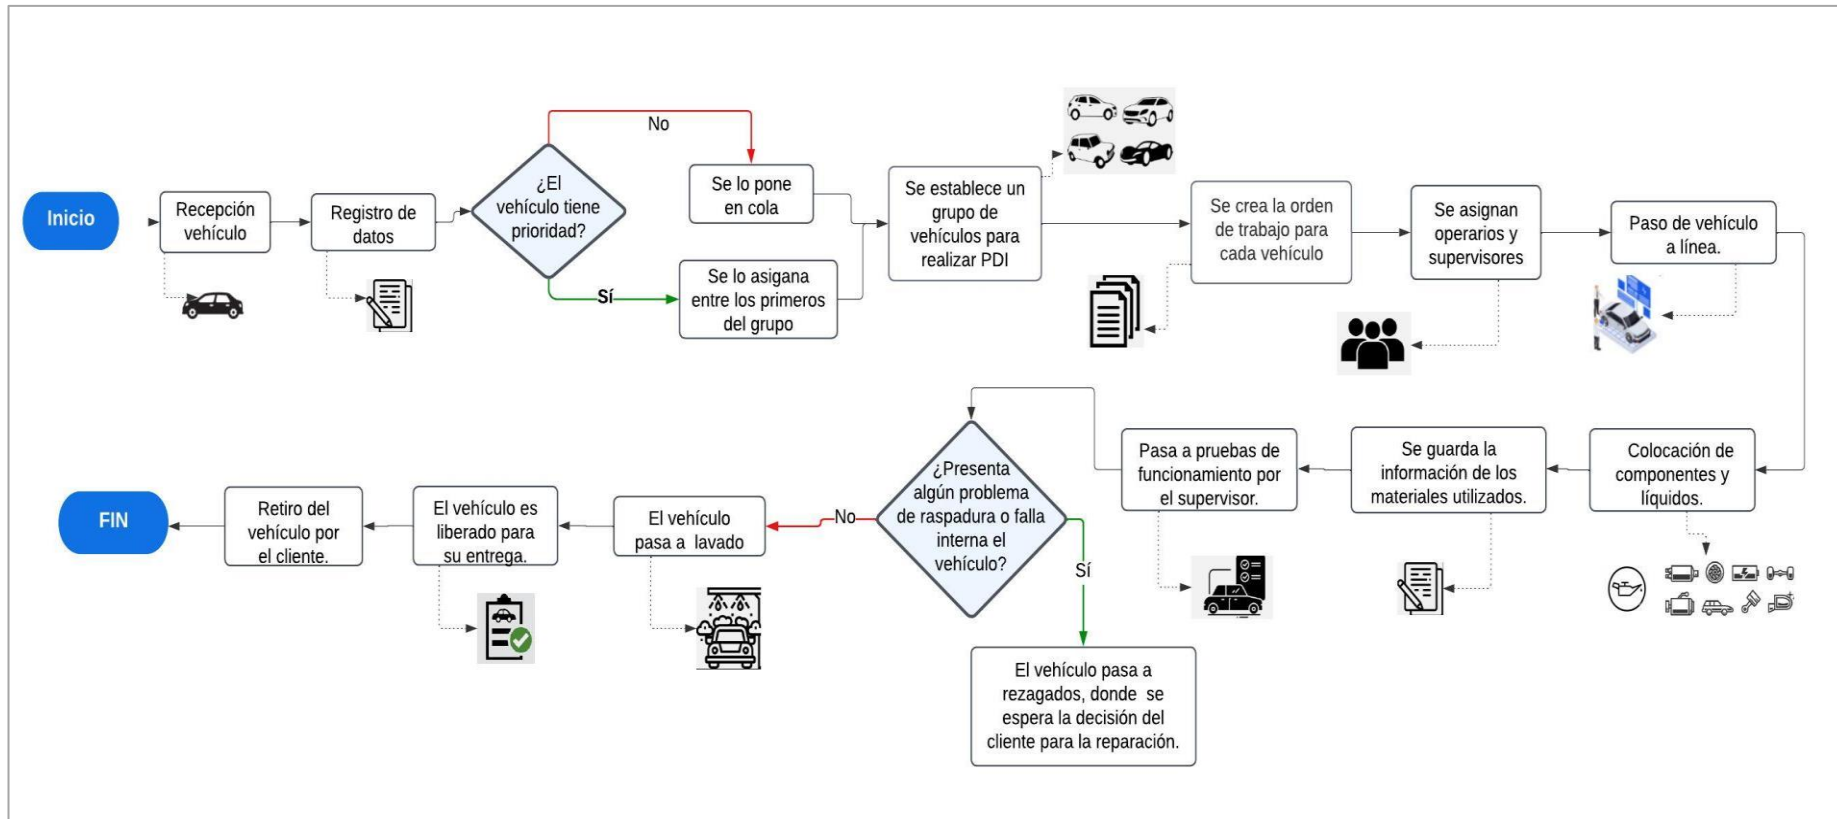 Inicio
Recepción
vehículo
Registro de
datos
¿El
vehículo tiene
prioridad?
No
Sí
Se lo pone
en cola
Se lo asigana
entre los primeros
del grupo
Se establece un
grupo de
vehículos para
realizar PDI
Se crea la orden
de trabajo para
cada vehículo
Se asignan
operarios y
supervisores
Paso de vehículo
a línea.
Colocación de
componentes y
líquidos.
Se guarda la
información de los
materiales utilizados.
Pasa a pruebas de
funcionamiento por
el supervisor.
¿Presenta
algún problema
de raspadura o falla
interna el
vehículo?
Sí
El vehículo pasa a
rezagados, donde se
espera la decisión del
cliente para la reparación.
No
El vehículo
pasa a lavado
El vehículo es
liberado para
su entrega.
Retiro del
vehículo por
el cliente.
FIN